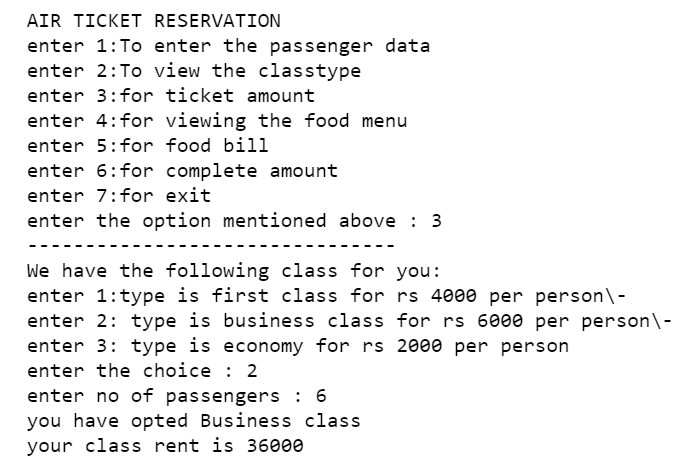 AIR TICKET RESERVATION
enter 1:To enter the passenger data
enter 2:To view the classtype
enter 3:for ticket amount
enter 4:for viewing the food menu
enter 5:for food bill
enter 6:for complete amount
enter 7:for exit
enter the option mentioned above : 3
--------------------------------
We have the following class for you:
enter 1:type is first class for rs 4000 per person\-
enter 2: type is business class for rs 6000 per person\-
enter 3: type is economy for rs 2000 per person
enter the choice : 2
enter no of passengers : 6
you have opted Business class
your class rent is 36000